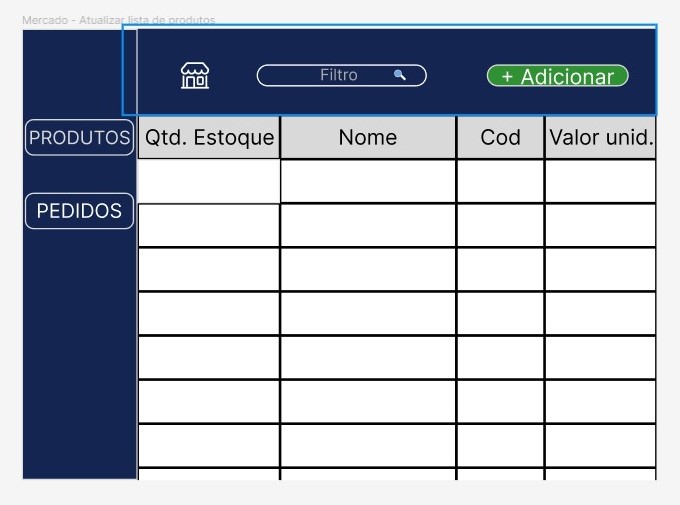 Mercado - Atualizar lista de produtos
Filtro
+ Adicionar
PRODUTOS
Qtd. Estoque
Nome
Cod
Valor unid.
PEDIDOS